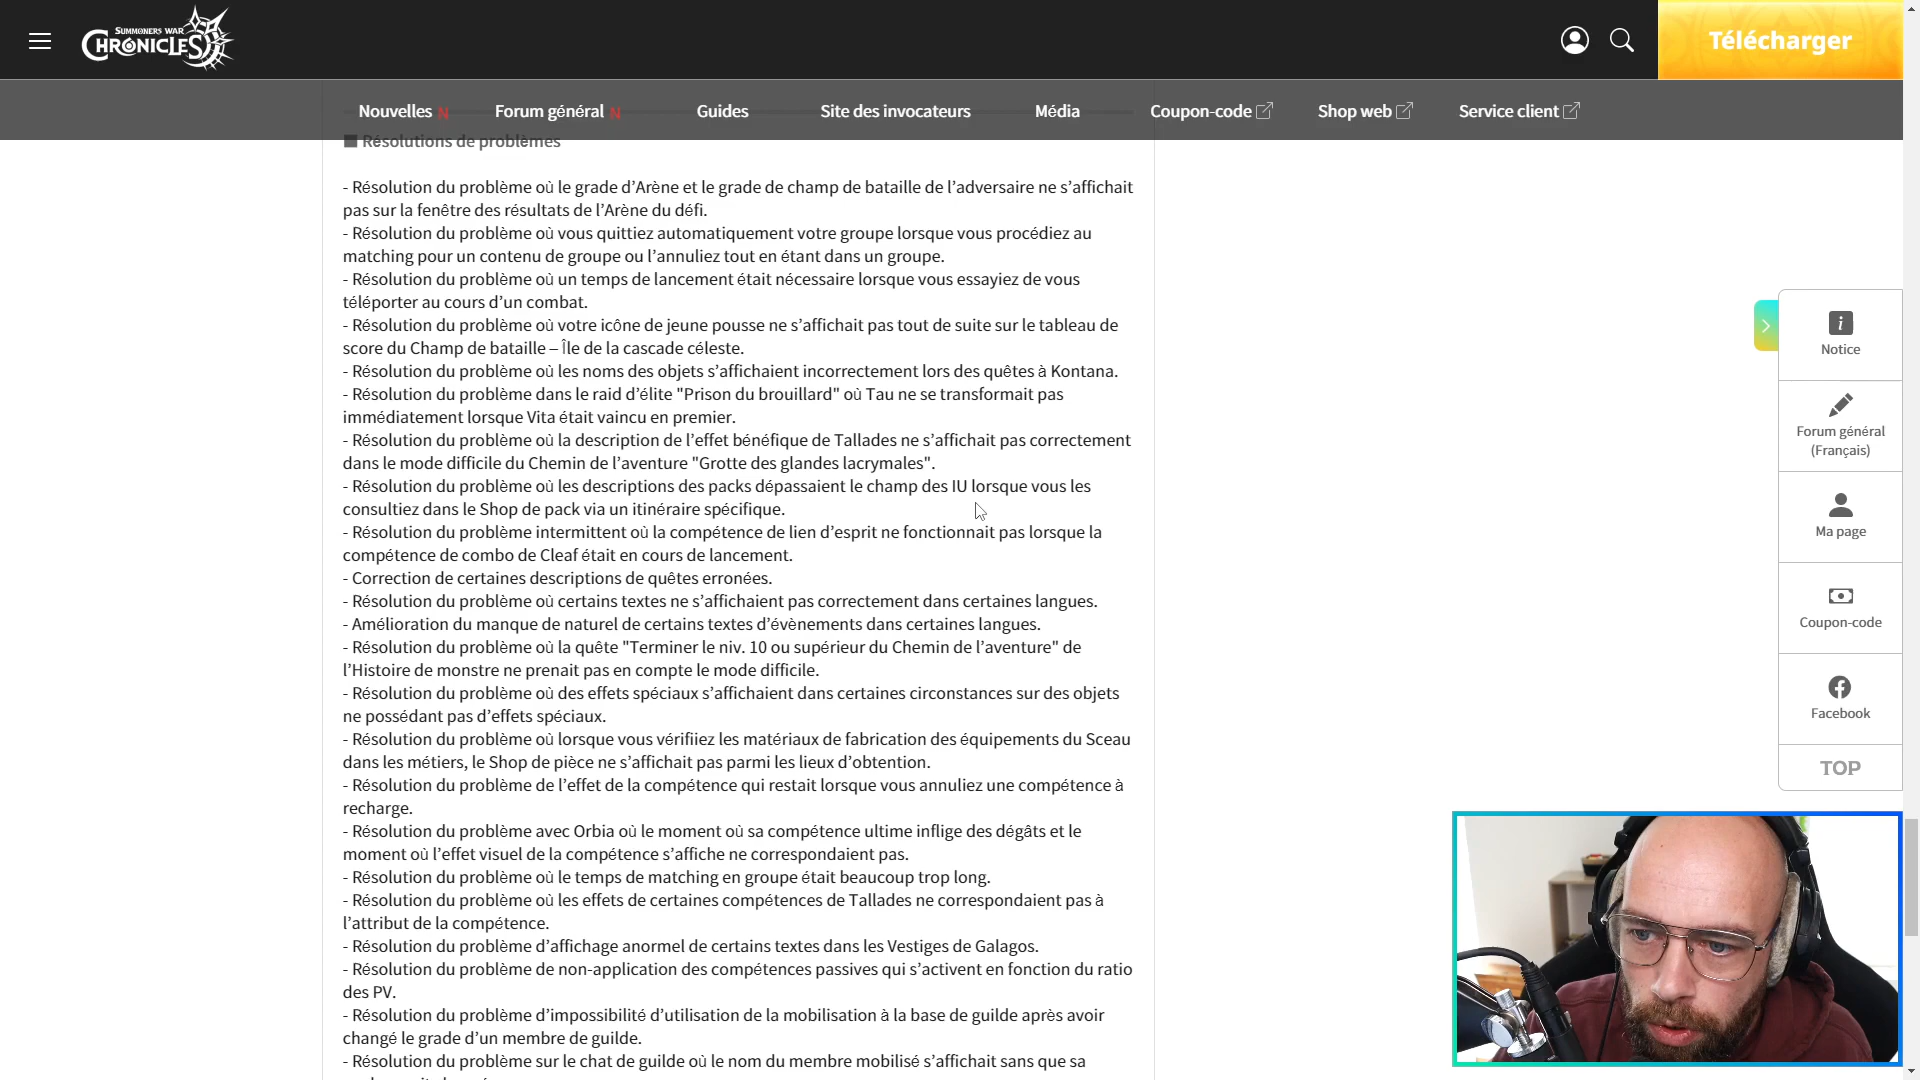 SUMMONERS WAR
CHRONICLES
Télécharger
Nouvelles N
Forum général N
Guides
Site des invocateurs
Média
Coupon-code
Shop web
Service client
■ Résolutions de problèmes
- Résolution du problème où le grade d’Arène et le grade de champ de bataille de l’adversaire ne s’affichait
pas sur la fenêtre des résultats de l’Arène du défi.
- Résolution du problème où vous quittiez automatiquement votre groupe lorsque vous procédiez au
matching pour un contenu de groupe ou l’annuliez tout en étant dans un groupe.
- Résolution du problème où un temps de lancement était nécessaire lorsque vous essayiez de vous
téléporter au cours d’un combat.
- Résolution du problème où votre icône de jeune pousse ne s’affichait pas tout de suite sur le tableau de
score du Champ de bataille – Île de la cascade céleste.
- Résolution du problème où les noms des objets s’affichaient incorrectement lors des quêtes à Kontana.
- Résolution du problème dans le raid d’élite "Prison du brouillard" où Tau ne se transformait pas
immédiatement lorsque Vita était vaincu en premier.
- Résolution du problème où la description de l’effet bénéfique de Tallades ne s’affichait pas correctement
dans le mode difficile du Chemin de l’aventure "Grotte des glandes lacrymales".
- Résolution du problème où les descriptions des packs dépassaient le champ des IU lorsque vous les
consultiez dans le Shop de pack via un itinéraire spécifique.
- Résolution du problème intermittent où la compétence de lien d’esprit ne fonctionnait pas lorsque la
compétence de combo de Cleaf était en cours de lancement.
- Correction de certaines descriptions de quêtes erronées.
- Résolution du problème où certains textes ne s’affichaient pas correctement dans certaines langues.
- Amélioration du manque de naturel de certains textes d’évènements dans certaines langues.
- Résolution du problème où la quête "Terminer le niv. 10 ou supérieur du Chemin de l’aventure" de
l’Histoire de monstre ne prenait pas en compte le mode difficile.
- Résolution du problème où des effets spéciaux s’affichaient dans certaines circonstances sur des objets
ne possédant pas d’effets spéciaux.
- Résolution du problème où lorsque vous vérifiiez les matériaux de fabrication des équipements du Sceau
dans les métiers, le Shop de pièce ne s’affichait pas parmi les lieux d’obtention.
- Résolution du problème de l’effet de la compétence qui restait lorsque vous annuliez une compétence à
recharge.
- Résolution du problème avec Orbia où le moment où sa compétence ultime inflige des dégâts et le
moment où l’effet visuel de la compétence s’affiche ne correspondaient pas.
- Résolution du problème où le temps de matching en groupe était beaucoup trop long.
- Résolution du problème où les effets de certaines compétences de Tallades ne correspondaient pas à
l’attribut de la compétence.
- Résolution du problème d’affichage anormel de certains textes dans les Vestiges de Galagos.
- Résolution du problème de non-application des compétences passives qui s’activent en fonction du ratio
des PV.
- Résolution du problème d’impossibilité d’utilisation de la mobilisation à la base de guilde après avoir
changé le grade d’un membre de guilde.
- Résolution du problème sur le chat de guilde où le nom du membre mobilisé s’affichait sans que sa
Notice
Forum général
(Français)
Ma page
Coupon-code
Facebook
TOP